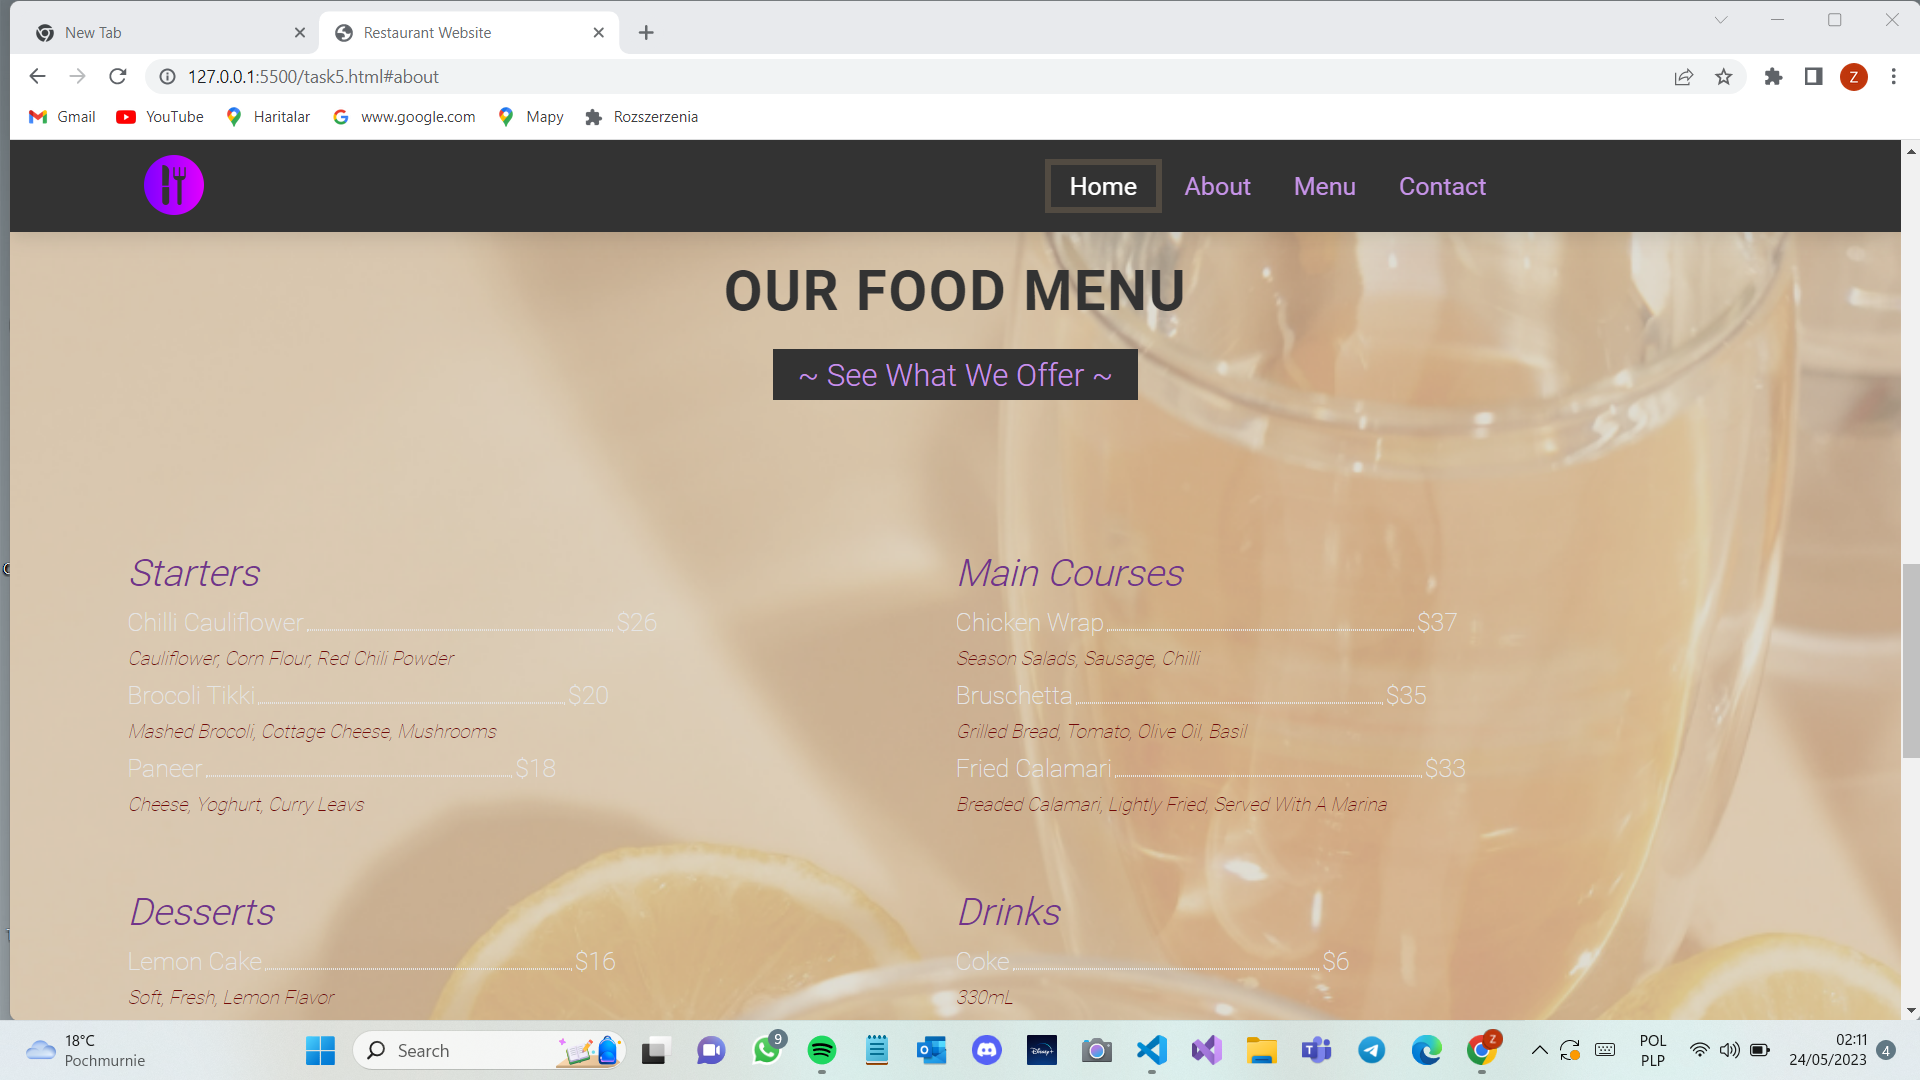 New Tab
Restaurant Website
127.0.0.1:5500/task5.html#about
Z
Gmail
YouTube
Haritalar
www.google.com
Mapy
Rozszerzenia
Home
About
Menu
Contact
OUR FOOD MENU
~ See What We Offer ~
Starters
Chilli Cauliflower $26
Cauliflower, Corn Flour, Red Chili Powder
Brocoli Tikki $20
Mashed Brocoli, Cottage Cheese, Mushrooms
Paneer $18
Cheese, Yoghurt, Curry Leavs
Main Courses
Chicken Wrap $37
Season Salads, Sausage, Chilli
Bruschetta $35
Grilled Bread, Tomato, Olive Oil, Basil
Fried Calamari $33
Breaded Calamari, Lightly Fried, Served With A Marina
Desserts
Lemon Cake $16
Soft, Fresh, Lemon Flavor
Drinks
Coke $6
330mL
18°C
Pochmurnie
Search
9
Disney+
Z
POL
PLP
02:11
24/05/2023
4